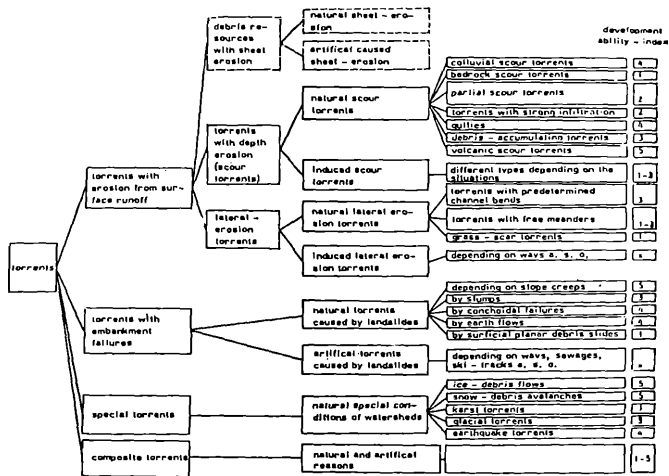 development
ability - index
debris re-
sources
with sheet
erosion
natural sheet - ero-
sion
artifical caused
sheet - erosion
torrents
with depth
erosion
(scour
torrents)
natural scour
torrents
colluvial scour torrents 4
bedrock scour torrents 1
partial scour
torrents 2
torrents with strong infiltration 2
gullies 4
debris - accumulating torrents 3
volcanic scour torrents 5
induced scour
torrents
different types depending on the
situations 1-3
torrents with
erosion from sur-
face runoff
lateral -
erosion
torrents
natural lateral ero-
sion torrents
torrents with predetermined
channel bends 3
torrents with free meanders
grass - scar torrents 1
induced lateral ero-
sion torrents
depending on ways a. s. o,
torrents
torrents with
embankment
failures
natural torrents
caused by landslides
depending on slope creeps 5
by slumps
by conchoidal failures 4
by earth flows 4
by surficial planar debris slides 1
artifical torrents
caused by landslides
depending on ways, sewages,
ski - tracks a. s. o.
special torrents
natural special con-
ditions of watersheds
ice - debris flows 5
snow - debris avalanches 5
karst torrents
glacial torrents
earthquake torrents
composite torrents
natural and artifical
reasons
1-5